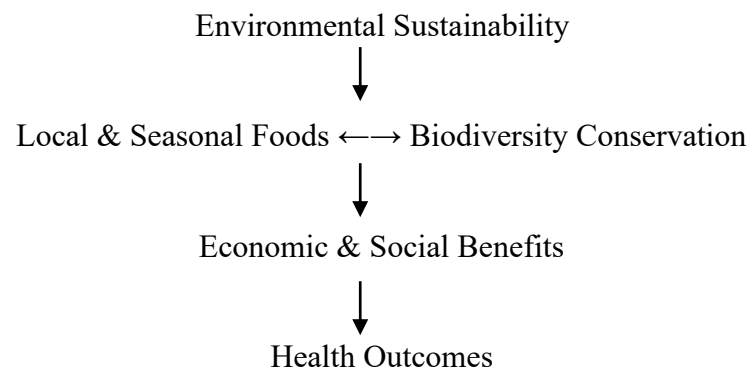 Environmental Sustainability
Local & Seasonal Foods ←→ Biodiversity Conservation
Economic & Social Benefits
Health Outcomes